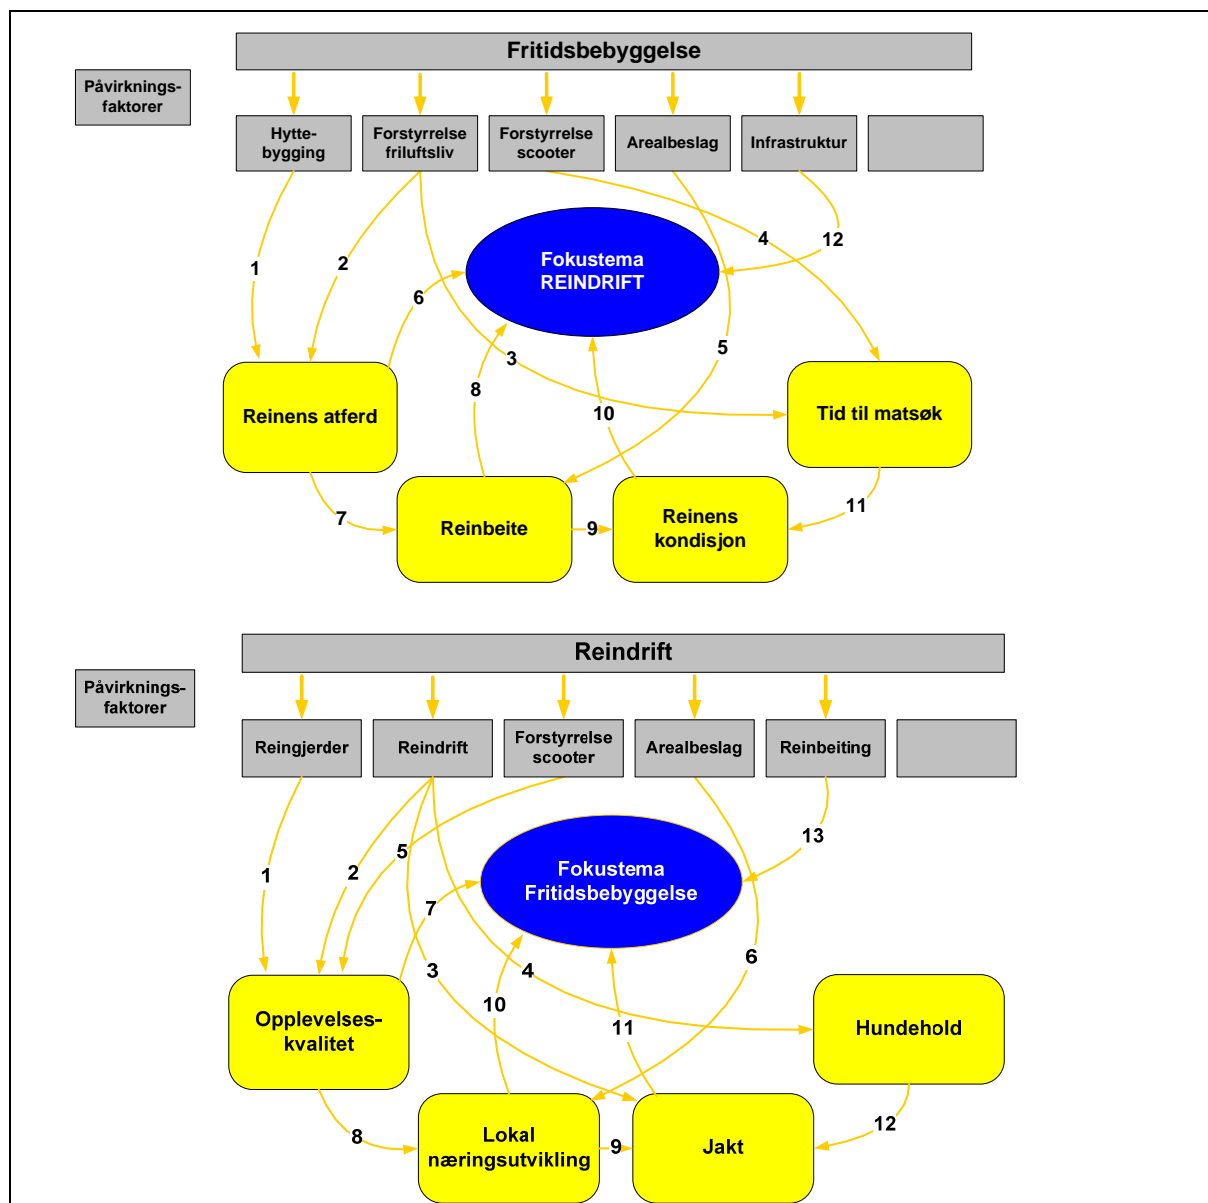 Fritidsbebyggelse
Påvirknings-
faktorer
Hytte-
bygging
Forstyrrelse
friluftsliv
Forstyrrelse
scooter
Arealbeslag
Infrastruktur
1
2
3
4
5
12
6
Fokustema
REINDRIFT
Reinens atferd
8
10
Tid til matsøk
7
Reinbeite
9
Reinens
kondisjon
11
Reindrift
Påvirknings-
faktorer
Reingjerder
Reindrift
Forstyrrelse
scooter
Arealbeslag
Reinbeiting
1
2
5
13
7
Fokustema
Fritidsbebyggelse
3
4
6
10
11
Opplevelses-
kvalitet
Hundehold
8
Lokal
næringsutvikling
9
Jakt
12